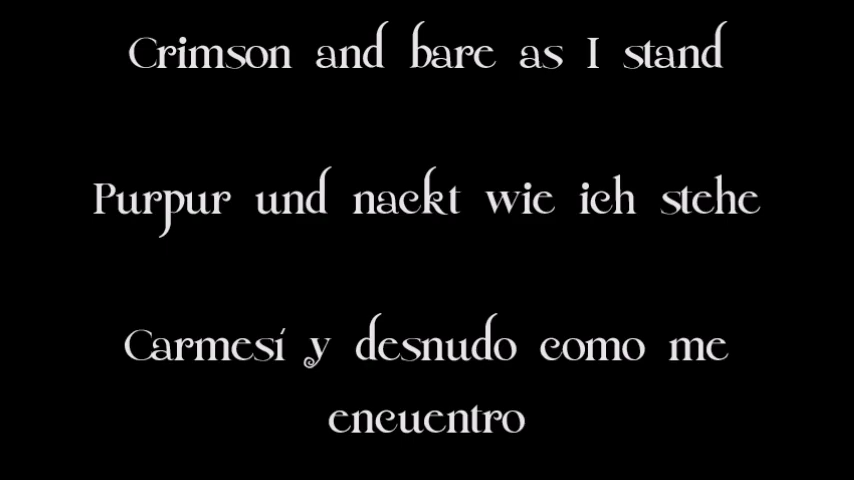 Crimson and bare as I stand
Purpur und nackt wie ich stehe
Carmesí y desnudo como me
encuentro